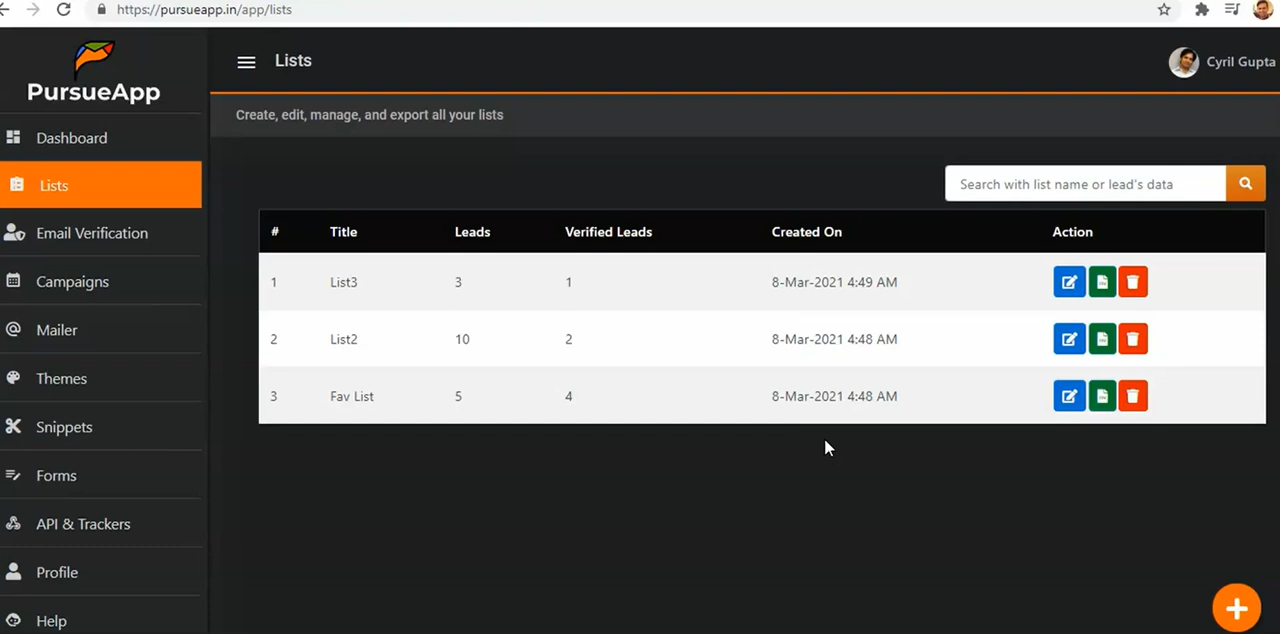 https://pursueapp.in/app/lists
PursueApp
Lists
Cyril Gupta
Create, edit, manage, and export all your lists
Dashboard
Lists
Email Verification
Campaigns
Mailer
Themes
Snippets
Forms
API & Trackers
Profile
Help
Search with list name or lead's data
# Title Leads Verified Leads Created On Action
1 List3 3 1 8-Mar-2021 4:49 AM
2 List2 10 2 8-Mar-2021 4:48 AM
3 Fav List 5 4 8-Mar-2021 4:48 AM